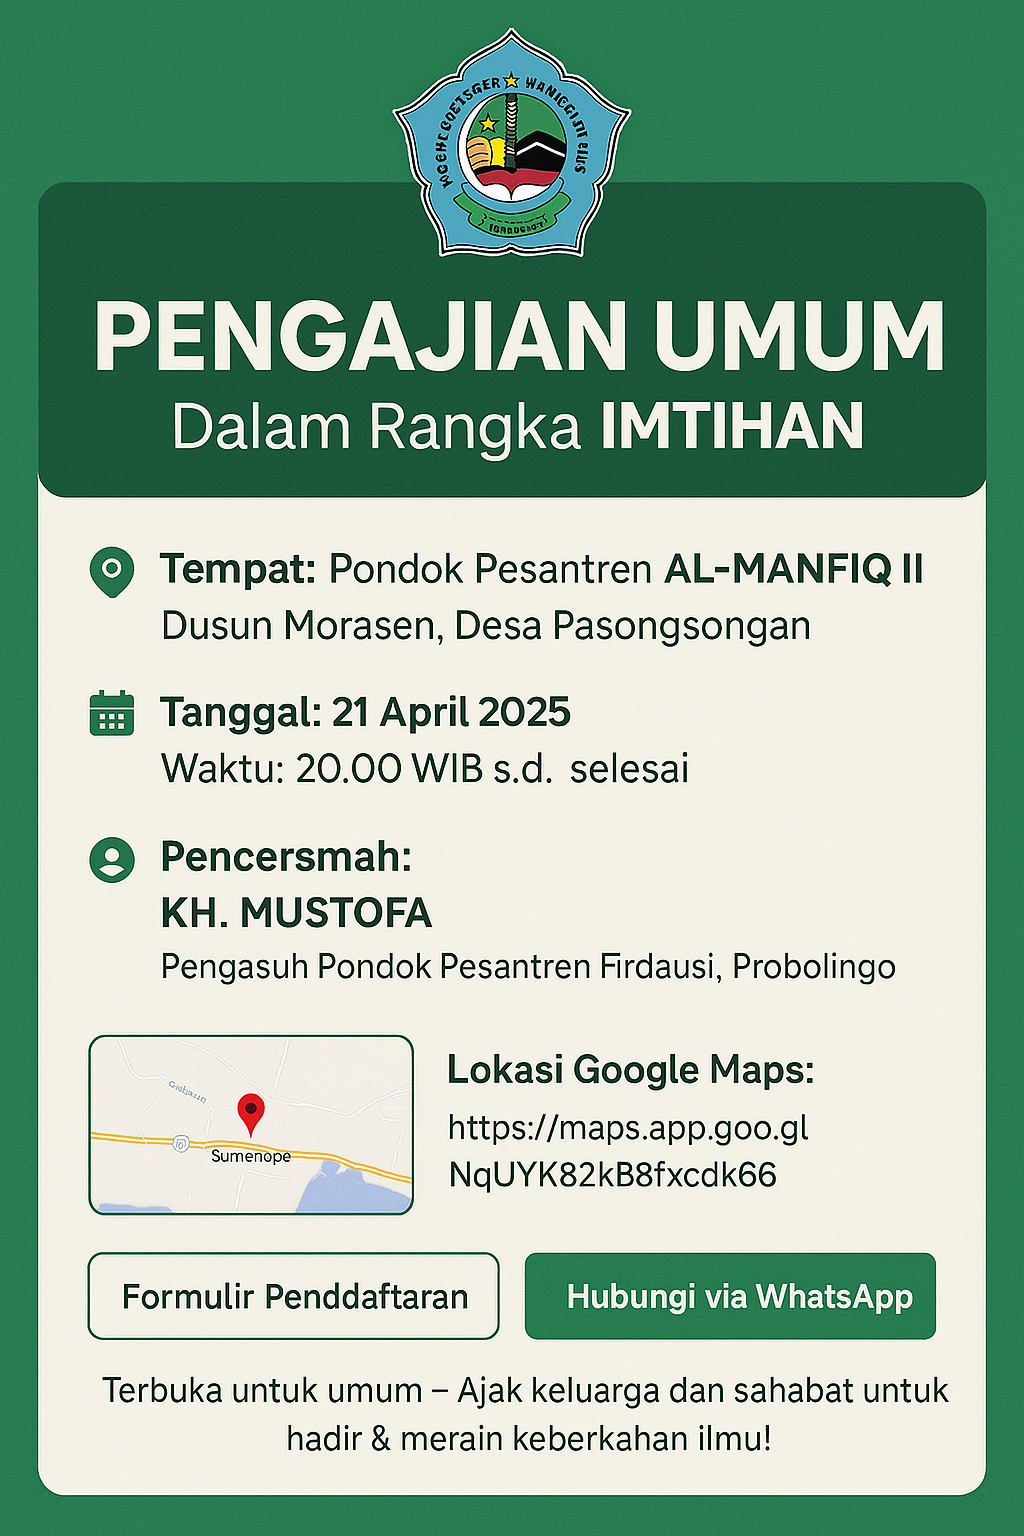 PENGAJIAN UMUM
Dalam Rangka IMTIHAN
Tempat: Pondok Pesantren AL-MANFIQ II
Dusun Morasen, Desa Pasongsongan
Tanggal: 21 April 2025
Waktu: 20.00 WIB s.d. selesai
Pencersmah:
KH. MUSTOFA
Pengasuh Pondok Pesantren Firdausi, Probolingo
Sumenope
Lokasi Google Maps:
https://maps.app.goo.gl
NqUYK82kB8fxcdk66
Formulir Penddaftaran
Hubungi via WhatsApp
Terbuka untuk umum – Ajak keluarga dan sahabat untuk
hadir & merain keberkahan ilmu!